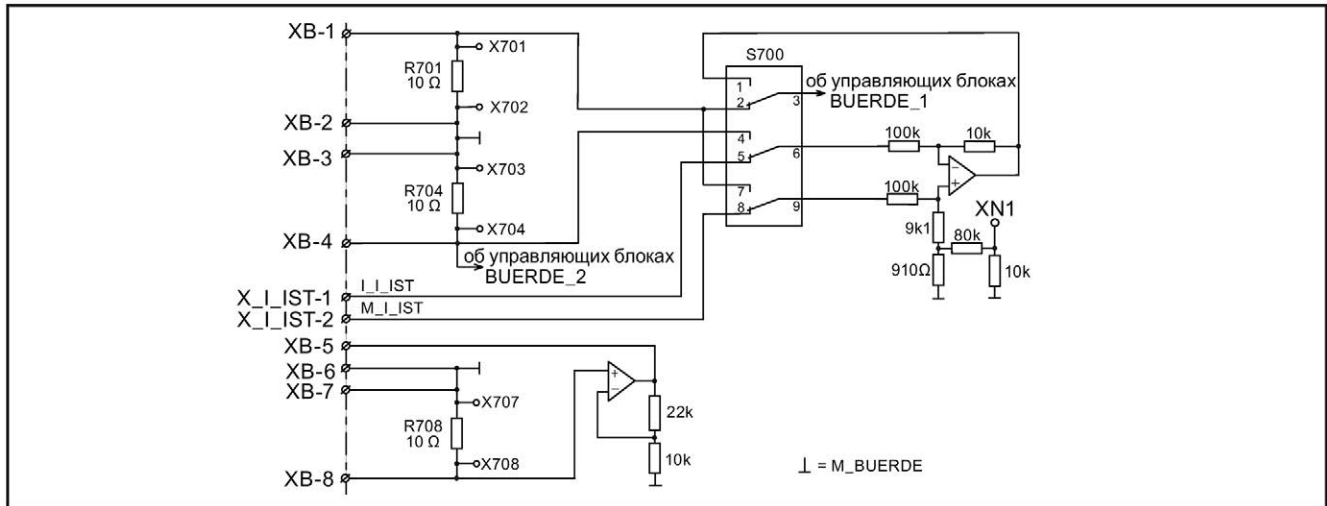 XB-1
X701
R701
10 Ω
X702
XB-2
XB-3
X703
R704
10 Ω
X704
XB-4
об управляющих блоках
BUERDE_2
S700
1
2
3
4
5
6
7
8
9
об управляющих блоках
BUERDE_1
100k
10k
−
+
100k
XN1
9k1
80k
910Ω
10k
X_I_IST-1
I_I_IST
X_I_IST-2
M_I_IST
XB-5
XB-6
XB-7
X707
R708
10 Ω
X708
XB-8
+
−
22k
10k
⊥ = M_BUERDE